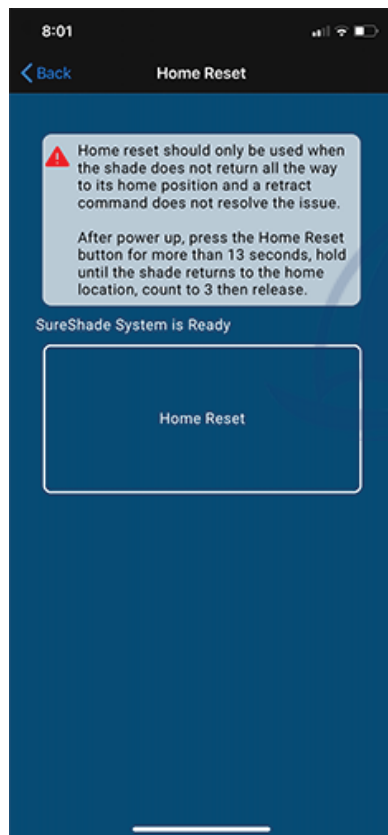 8:01
Back
Home Reset
Home reset should only be used when
the shade does not return all the way
to its home position and a retract
command does not resolve the issue.
After power up, press the Home Reset
button for more than 13 seconds, hold
until the shade returns to the home
location, count to 3 then release.
SureShade System is Ready
Home Reset